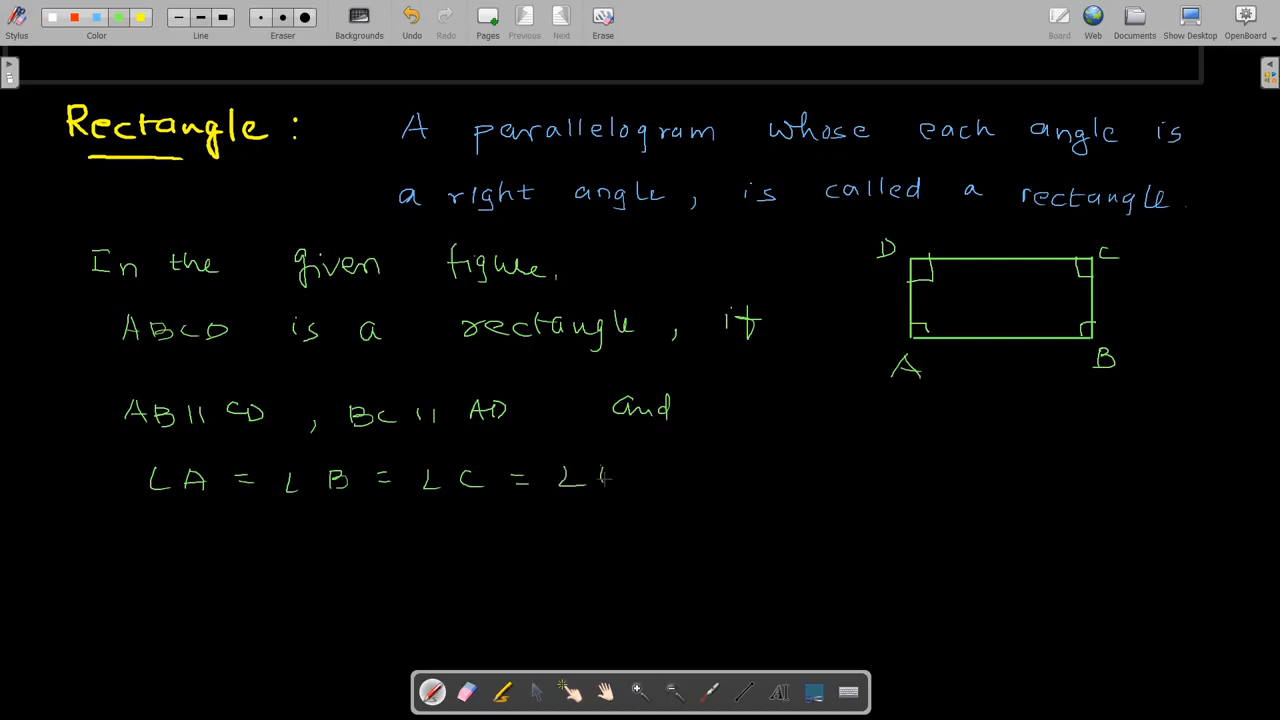 Stylus Color Line Eraser Backgrounds Undo Redo Pages Previous Next Erase Board Web Documents Show Desktop OpenBoard
Rectangle : A parallelogram whose each angle is
a right angle, is called a rectangle.
In the given figure.
D C
ABCD is a rectangle, if
A B
AB || CD , BC || AD and
∠A = ∠B = ∠C = ∠